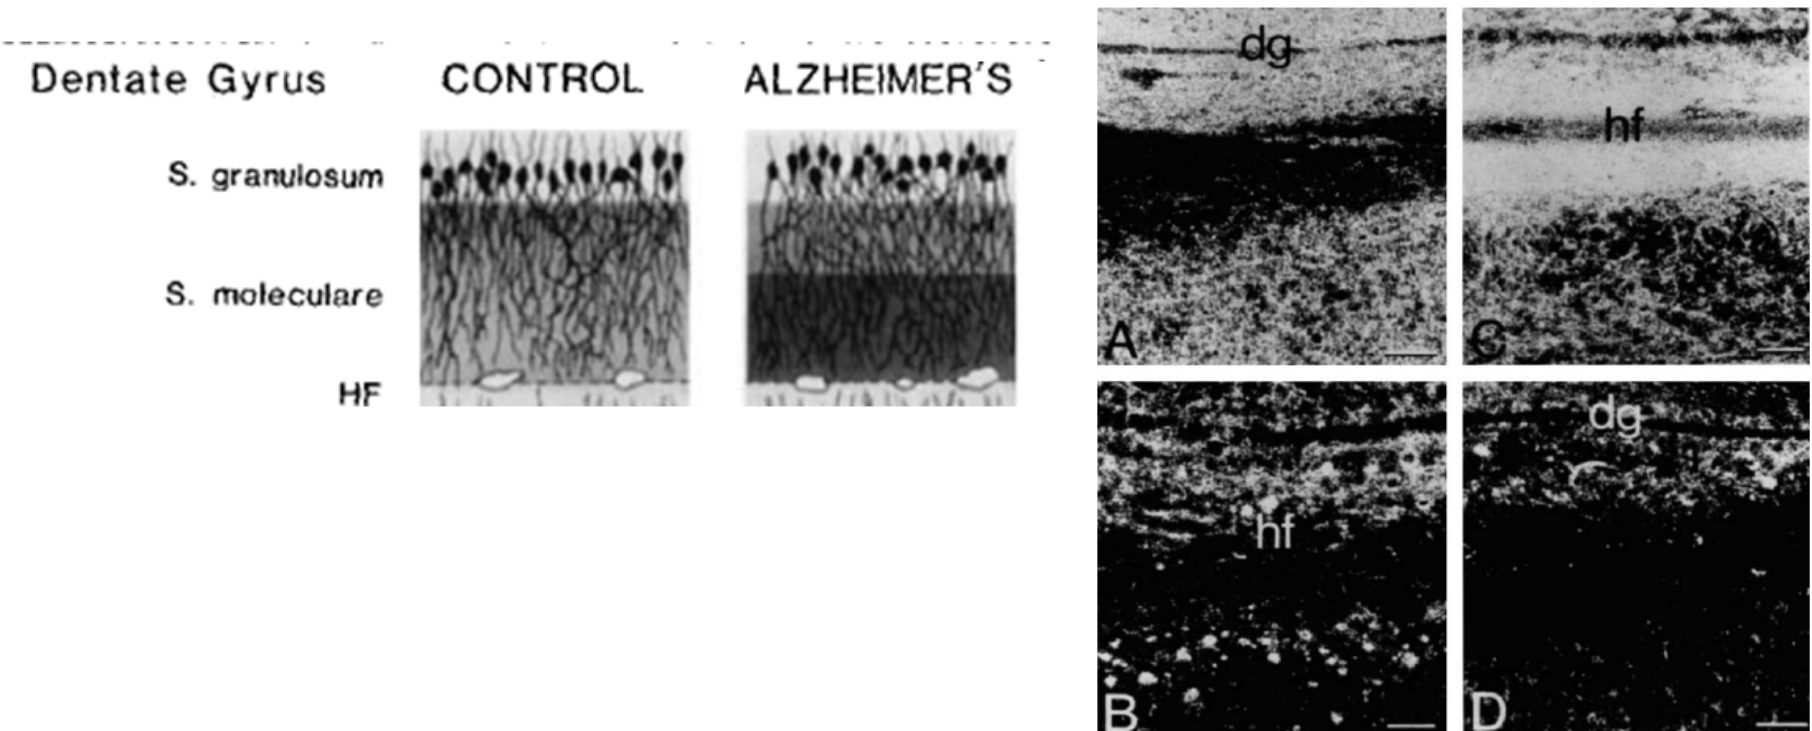 Dentate Gyrus
CONTROL
ALZHEIMER'S
S. granulosum
S. moleculare
HF
dg
A
hf
C
hf
B
dg
D